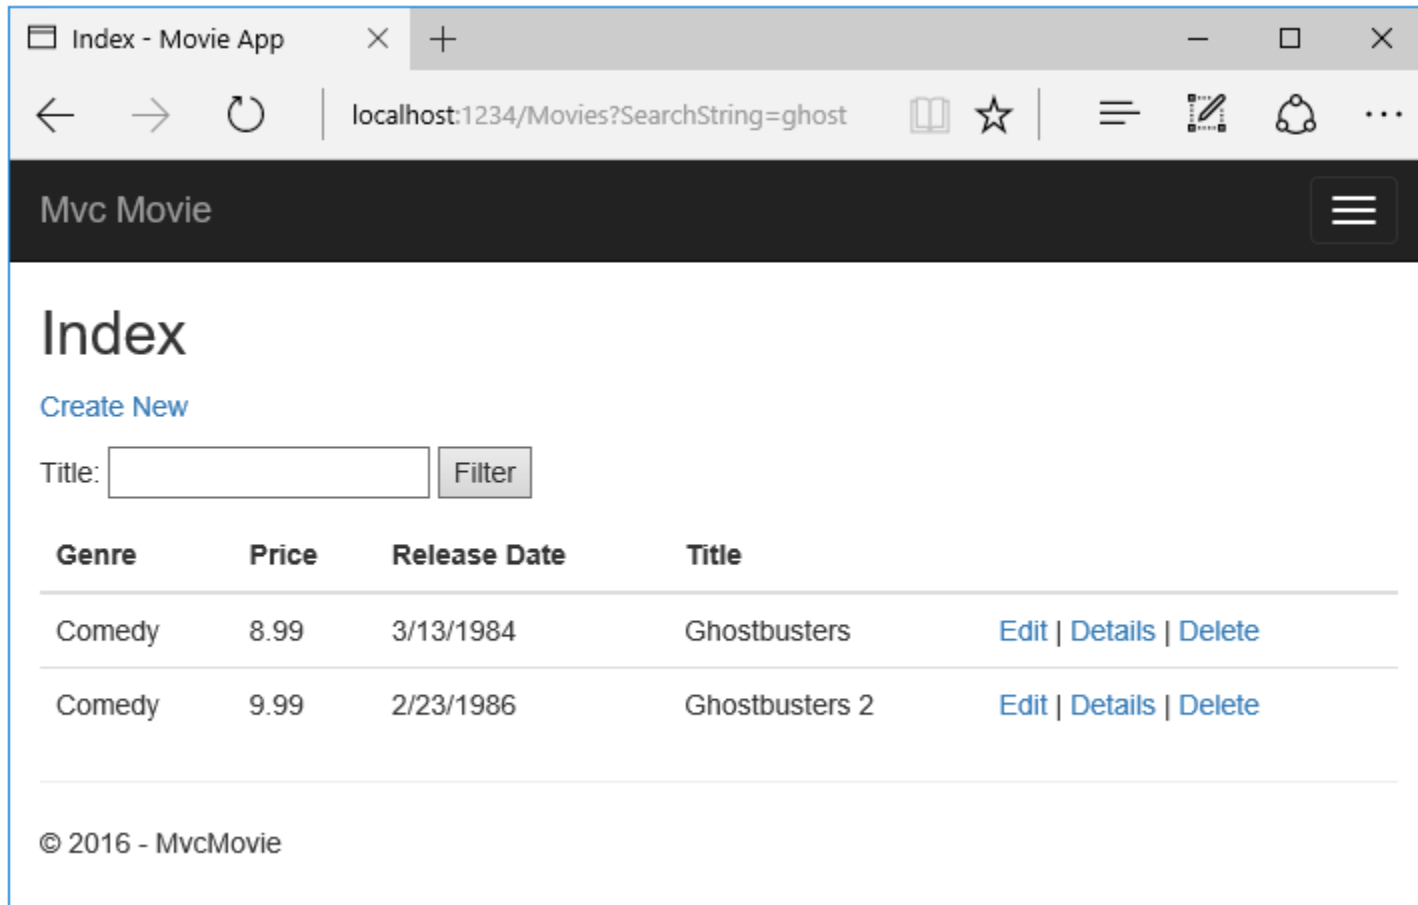 Index - Movie App
localhost:1234/Movies?SearchString=ghost
Mvc Movie
Index
Create New
Title: Filter
Genre Price Release Date Title
Comedy 8.99 3/13/1984 Ghostbusters Edit | Details | Delete
Comedy 9.99 2/23/1986 Ghostbusters 2 Edit | Details | Delete
© 2016 - MvcMovie